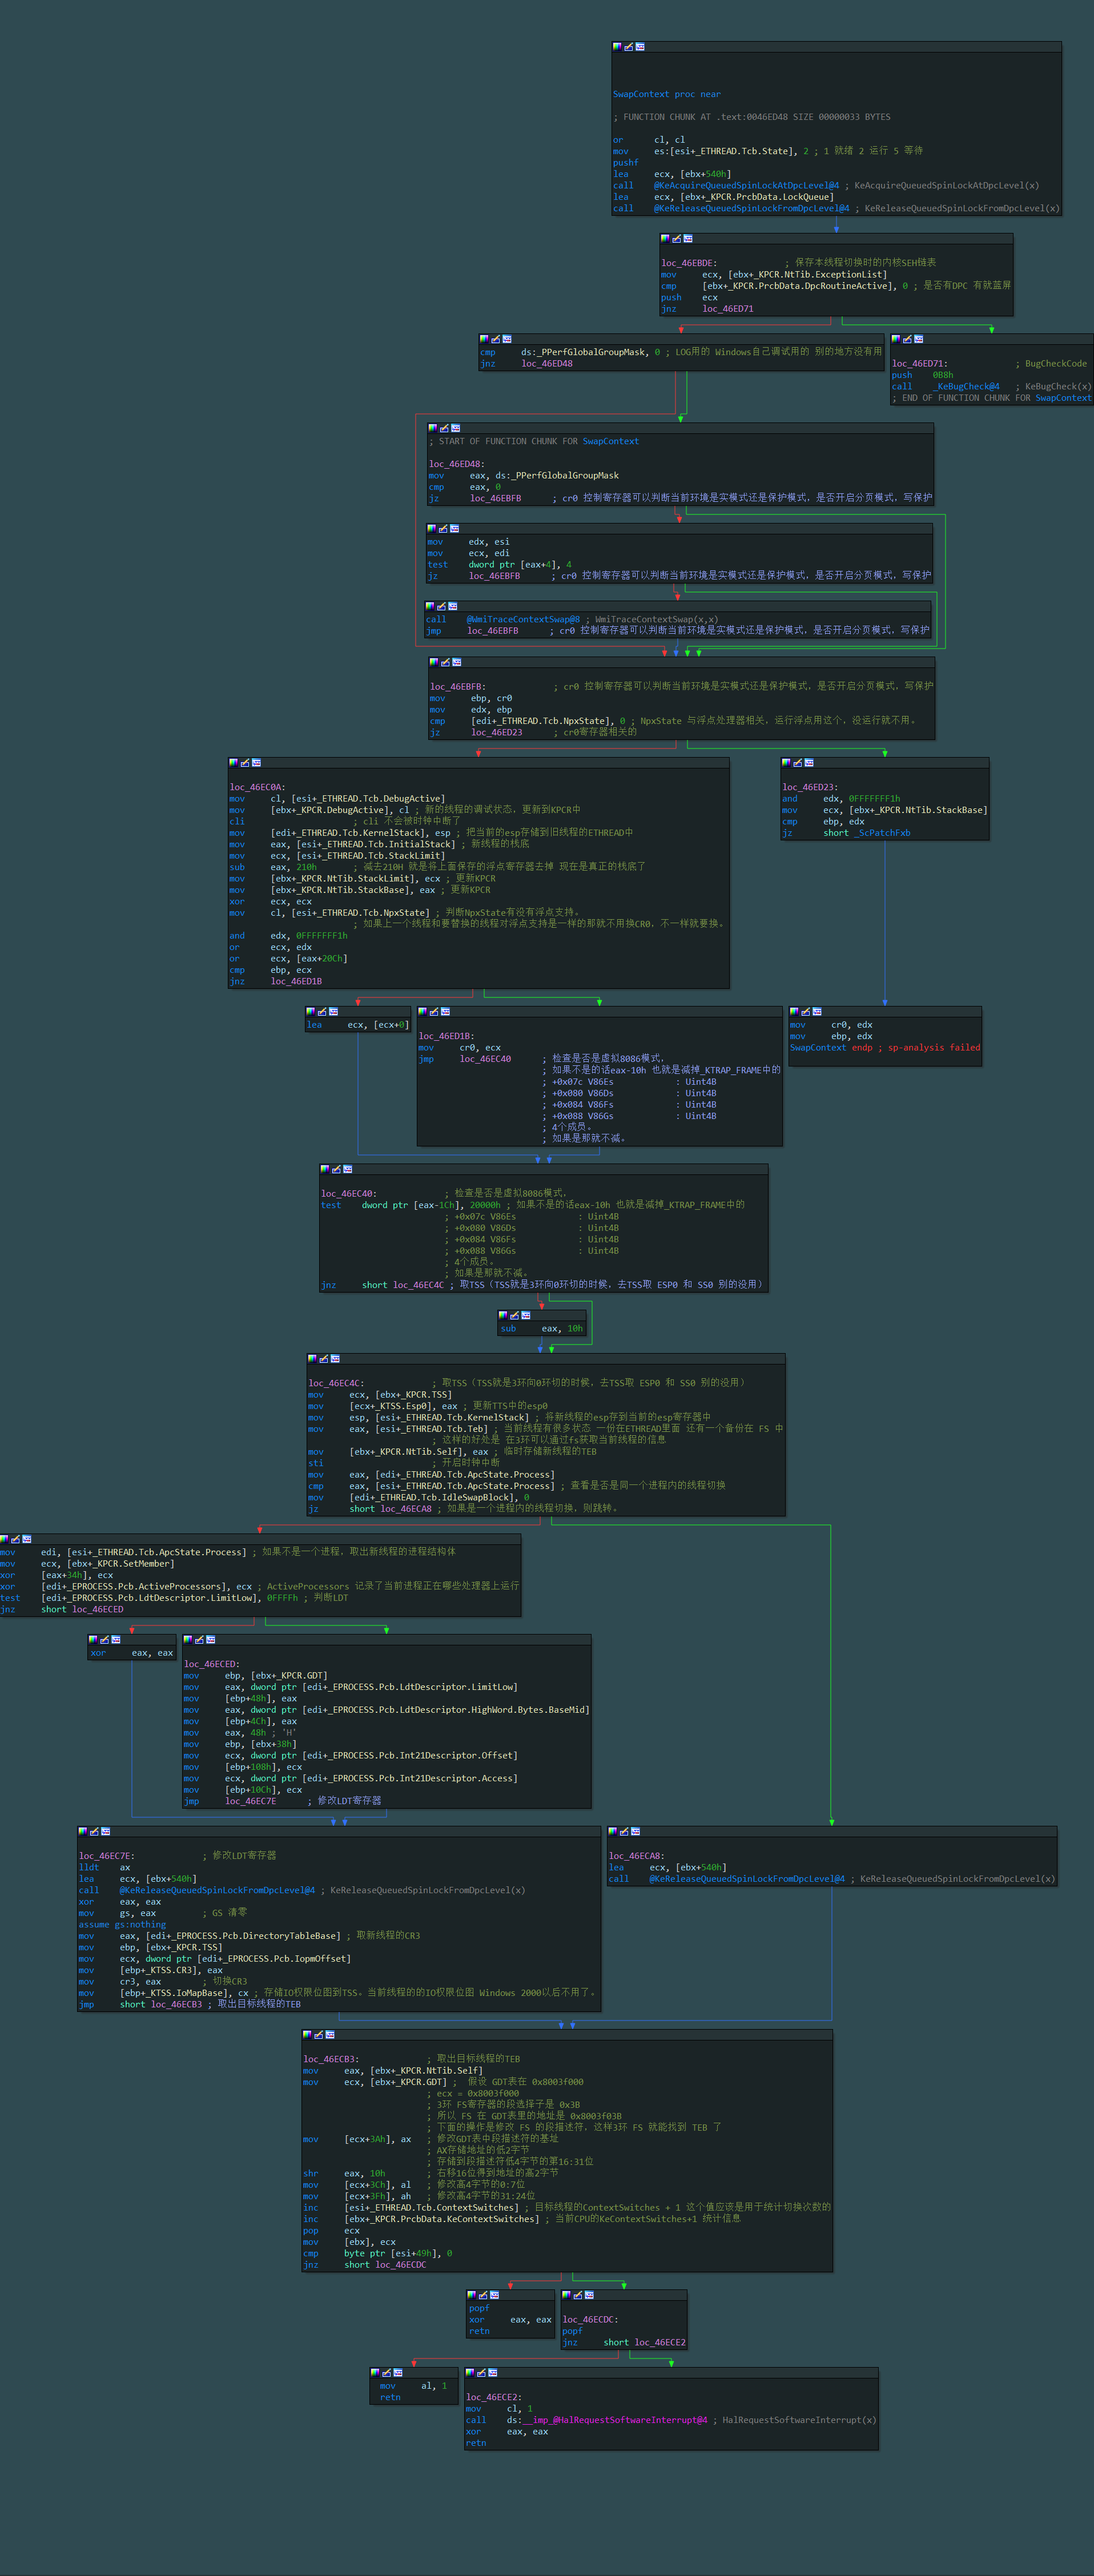 SwapContext proc near
; FUNCTION CHUNK AT .text:0046ED48 SIZE 00000033 BYTES
or cl, cl
mov es:[esi+_ETHREAD.Tcb.State], 2 ; 1 就绪 2 运行 5 等待
pushf
lea ecx, [ebx+540h]
call @KeAcquireQueuedSpinLockAtDpcLevel@4 ; KeAcquireQueuedSpinLockAtDpcLevel(x)
lea ecx, [ebx+_KPCR.PrcbData.LockQueue]
call @KeReleaseQueuedSpinLockFromDpcLevel@4 ; KeReleaseQueuedSpinLockFromDpcLevel(x)
loc_46EBDE: ; 保存本线程切换时的内核SEH链表
mov ecx, [ebx+_KPCR.NtTib.ExceptionList]
cmp [ebx+_KPCR.PrcbData.DpcRoutineActive], 0 ; 是否有DPC 有就蓝屏
push ecx
jnz loc_46ED71
cmp ds:_PPerfGlobalGroupMask, 0 ; LOG用的 Windows自己调试用的 别的地方没有用
jnz loc_46ED48
loc_46ED71: ; BugCheckCode
push 0B8h
call _KeBugCheck@4 ; KeBugCheck(x)
; END OF FUNCTION CHUNK FOR SwapContext
; START OF FUNCTION CHUNK FOR SwapContext
loc_46ED48:
mov eax, ds:_PPerfGlobalGroupMask
cmp eax, 0
jz loc_46EBFB ; cr0 控制寄存器可以判断当前环境是实模式还是保护模式，是否开启分页模式，写保护
mov edx, esi
mov ecx, edi
test dword ptr [eax+4], 4
jz loc_46EBFB ; cr0 控制寄存器可以判断当前环境是实模式还是保护模式，是否开启分页模式，写保护
call @WmiTraceContextSwap@8 ; WmiTraceContextSwap(x,x)
jmp loc_46EBFB ; cr0 控制寄存器可以判断当前环境是实模式还是保护模式，是否开启分页模式，写保护
loc_46EBFB: ; cr0 控制寄存器可以判断当前环境是实模式还是保护模式，是否开启分页模式，写保护
mov ebp, cr0
mov edx, ebp
cmp [edi+_ETHREAD.Tcb.NpxState], 0 ; NpxState 与浮点处理器相关，运行浮点用这个，没运行就不用。
jz loc_46ED23 ; cr0寄存器相关的
loc_46EC0A:
mov cl, [esi+_ETHREAD.Tcb.DebugActive]
mov [ebx+_KPCR.DebugActive], cl ; 新的线程的调试状态，更新到KPCR中
cli ; cli 不会被时钟中断了
mov [edi+_ETHREAD.Tcb.KernelStack], esp ; 把当前的esp存储到旧线程的ETHREAD中
mov eax, [esi+_ETHREAD.Tcb.InitialStack] ; 新线程的栈底
mov ecx, [esi+_ETHREAD.Tcb.StackLimit]
sub eax, 210h ; 减去210H 就是将上面保存的浮点寄存器去掉 现在是真正的栈底了
mov [ebx+_KPCR.NtTib.StackLimit], ecx ; 更新KPCR
mov [ebx+_KPCR.NtTib.StackBase], eax ; 更新KPCR
xor ecx, ecx
mov cl, [esi+_ETHREAD.Tcb.NpxState] ; 判断NpxState有没有浮点支持。
; 如果上一个线程和要替换的线程对浮点支持是一样的那就不用换CR0，不一样就要换。
and edx, 0FFFFFFF1h
or ecx, edx
or ecx, [eax+20Ch]
cmp ebp, ecx
jnz loc_46ED1B
loc_46ED23:
and edx, 0FFFFFFF1h
mov ecx, [ebx+_KPCR.NtTib.StackBase]
cmp ebp, edx
jz short _ScPatchFxb
lea ecx, [ecx+0]
loc_46ED1B:
mov cr0, ecx
jmp loc_46EC40 ; 检查是否是虚拟8086模式，
; 如果不是的话eax-10h 也就是减掉_KTRAP_FRAME中的
; +0x07c V86Es : Uint4B
; +0x080 V86Ds : Uint4B
; +0x084 V86Fs : Uint4B
; +0x088 V86Gs : Uint4B
; 4个成员。
; 如果是那就不减。
mov cr0, edx
mov ebp, edx
SwapContext endp ; sp-analysis failed
loc_46EC40: ; 检查是否是虚拟8086模式，
test dword ptr [eax-1Ch], 20000h ; 如果不是的话eax-10h 也就是减掉_KTRAP_FRAME中的
; +0x07c V86Es : Uint4B
; +0x080 V86Ds : Uint4B
; +0x084 V86Fs : Uint4B
; +0x088 V86Gs : Uint4B
; 4个成员。
; 如果是那就不减。
jnz short loc_46EC4C ; 取TSS（TSS就是3环向0环切的时候，去TSS取 ESP0 和 SS0 别的没用）
sub eax, 10h
loc_46EC4C: ; 取TSS（TSS就是3环向0环切的时候，去TSS取 ESP0 和 SS0 别的没用）
mov ecx, [ebx+_KPCR.TSS]
mov [ecx+_KTSS.Esp0], eax ; 更新TTS中的esp0
mov esp, [esi+_ETHREAD.Tcb.KernelStack] ; 将新线程的esp存到当前的esp寄存器中
mov eax, [esi+_ETHREAD.Tcb.Teb] ; 当前线程有很多状态 一份在ETHREAD里面 还有一个备份在 FS 中
; 这样的好处是 在3环可以通过fs获取当前线程的信息
mov [ebx+_KPCR.NtTib.Self], eax ; 临时存储新线程的TEB
sti ; 开启时钟中断
mov eax, [edi+_ETHREAD.Tcb.ApcState.Process]
cmp eax, [esi+_ETHREAD.Tcb.ApcState.Process] ; 查看是否是同一个进程内的线程切换
mov [edi+_ETHREAD.Tcb.IdleSwapBlock], 0
jz short loc_46ECA8 ; 如果是一个进程内的线程切换，则跳转。
mov edi, [esi+_ETHREAD.Tcb.ApcState.Process] ; 如果不是一个进程，取出新线程的进程结构体
mov ecx, [ebx+_KPCR.SetMember]
xor [eax+34h], ecx
xor [edi+_EPROCESS.Pcb.ActiveProcessors], ecx ; ActiveProcessors 记录了当前进程正在哪些处理器上运行
test [edi+_EPROCESS.Pcb.LdtDescriptor.LimitLow], 0FFFFh ; 判断LDT
jnz short loc_46ECED
xor eax, eax
loc_46ECED:
mov ebp, [ebx+_KPCR.GDT]
mov eax, dword ptr [edi+_EPROCESS.Pcb.LdtDescriptor.LimitLow]
mov [ebp+48h], eax
mov eax, dword ptr [edi+_EPROCESS.Pcb.LdtDescriptor.HighWord.Bytes.BaseMid]
mov [ebp+4Ch], eax
mov eax, 48h ; 'H'
mov ebp, [ebx+38h]
mov ecx, dword ptr [edi+_EPROCESS.Pcb.Int21Descriptor.Offset]
mov [ebp+108h], ecx
mov ecx, dword ptr [edi+_EPROCESS.Pcb.Int21Descriptor.Access]
mov [ebp+10Ch], ecx
jmp loc_46EC7E ; 修改LDT寄存器
loc_46EC7E: ; 修改LDT寄存器
lldt ax
lea ecx, [ebx+540h]
call @KeReleaseQueuedSpinLockFromDpcLevel@4 ; KeReleaseQueuedSpinLockFromDpcLevel(x)
xor eax, eax
mov gs, eax ; GS 清零
assume gs:nothing
mov eax, [edi+_EPROCESS.Pcb.DirectoryTableBase] ; 取新线程的CR3
mov ebp, [ebx+_KPCR.TSS]
mov ecx, dword ptr [edi+_EPROCESS.Pcb.IopmOffset]
mov [ebp+_KTSS.CR3], eax
mov cr3, eax ; 切换CR3
mov [ebp+_KTSS.IoMapBase], cx ; 存储IO权限位图到TSS。当前线程的的IO权限位图 Windows 2000以后不用了。
jmp short loc_46ECB3 ; 取出目标线程的TEB
loc_46ECA8:
lea ecx, [ebx+540h]
call @KeReleaseQueuedSpinLockFromDpcLevel@4 ; KeReleaseQueuedSpinLockFromDpcLevel(x)
loc_46ECB3: ; 取出目标线程的TEB
mov eax, [ebx+_KPCR.NtTib.Self]
mov ecx, [ebx+_KPCR.GDT] ; 假设 GDT表在 0x8003f000
; ecx = 0x8003f000
; 3环 FS寄存器的段选择子是 0x3B
; 所以 FS 在 GDT表里的地址是 0x8003f03B
; 下面的操作是修改 FS 的段描述符，这样3环 FS 就能找到 TEB 了
mov [ecx+3Ah], ax ; 修改GDT表中段描述符的基址
; AX存储地址的低2字节
; 存储到段描述符低4字节的第16:31位
shr eax, 10h ; 右移16位得到地址的高2字节
mov [ecx+3Ch], al ; 修改高4字节的0:7位
mov [ecx+3Fh], ah ; 修改高4字节的31:24位
inc [esi+_ETHREAD.Tcb.ContextSwitches] ; 目标线程的ContextSwitches + 1 这个值应该是用于统计切换次数的
inc [ebx+_KPCR.PrcbData.KeContextSwitches] ; 当前CPU的KeContextSwitches+1 统计信息
pop ecx
mov [ebx], ecx
cmp byte ptr [esi+49h], 0
jnz short loc_46ECDC
popf
xor eax, eax
retn
loc_46ECDC:
popf
jnz short loc_46ECE2
mov al, 1
retn
loc_46ECE2:
mov cl, 1
call ds:__imp_@HalRequestSoftwareInterrupt@4 ; HalRequestSoftwareInterrupt(x)
xor eax, eax
retn